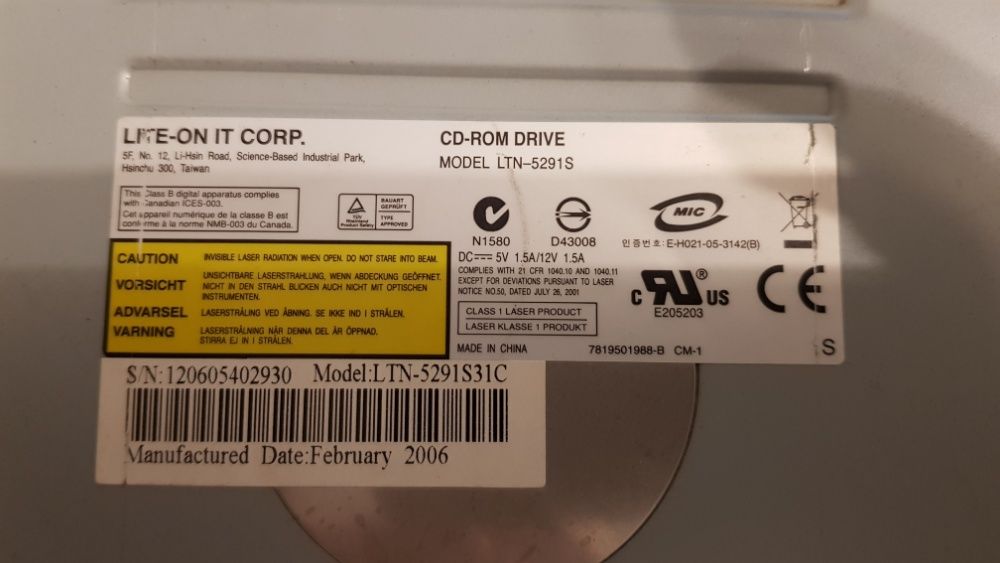 LITE-ON IT CORP.
5F, No. 12, Li-Hsin Road, Science-Based Industrial Park,
Hsinchu 300, Taiwan
CD-ROM DRIVE
MODEL LTN-5291S
This Class B digital apparatus complies
with Canadian ICES-003.
Cet appareil numérique de la classe B est
conforme à la norme NMB-003 du Canada.
TÜV
Rheinland
Product Safety
BAUART
GEPRÜFT
TYPE
APPROVED
N1580
D43008
MIC
인증번호: E-H021-05-3142(B)
CAUTION INVISIBLE LASER RADIATION WHEN OPEN. DO NOT STARE INTO BEAM.
VORSICHT UNSICHTBARE LASERSTRAHLUNG, WENN ABDECKUNG GEÖFFNET.
NICHT IN DEN STRAHL BLICKEN AUCH NICHT MIT OPTISCHEN
INSTRUMENTEN.
ADVARSEL LASERSTRÅLING VED ÅBNING. SE IKKE IND I STRÅLEN.
VARNING LASERSTRÅLNING NÄR DENNA DEL ÄR ÖPPNAD.
STIRRA EJ IN I STRÅLEN.
DC⎓ 5V 1.5A/12V 1.5A
COMPLIES WITH 21 CFR 1040.10 AND 1040.11
EXCEPT FOR DEVIATIONS PURSUANT TO LASER
NOTICE NO.50, DATED JULY 26, 2001
CLASS 1 LASER PRODUCT
LASER KLASSE 1 PRODUKT
c RU® US
E205203
CE
MADE IN CHINA 7819501988-B CM-1
S
S/N:120605402930 Model:LTN-5291S31C
Manufactured Date:February 2006